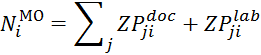 N_i^MO = ∑_j ZP_ji^doc + ZP_ji^lab